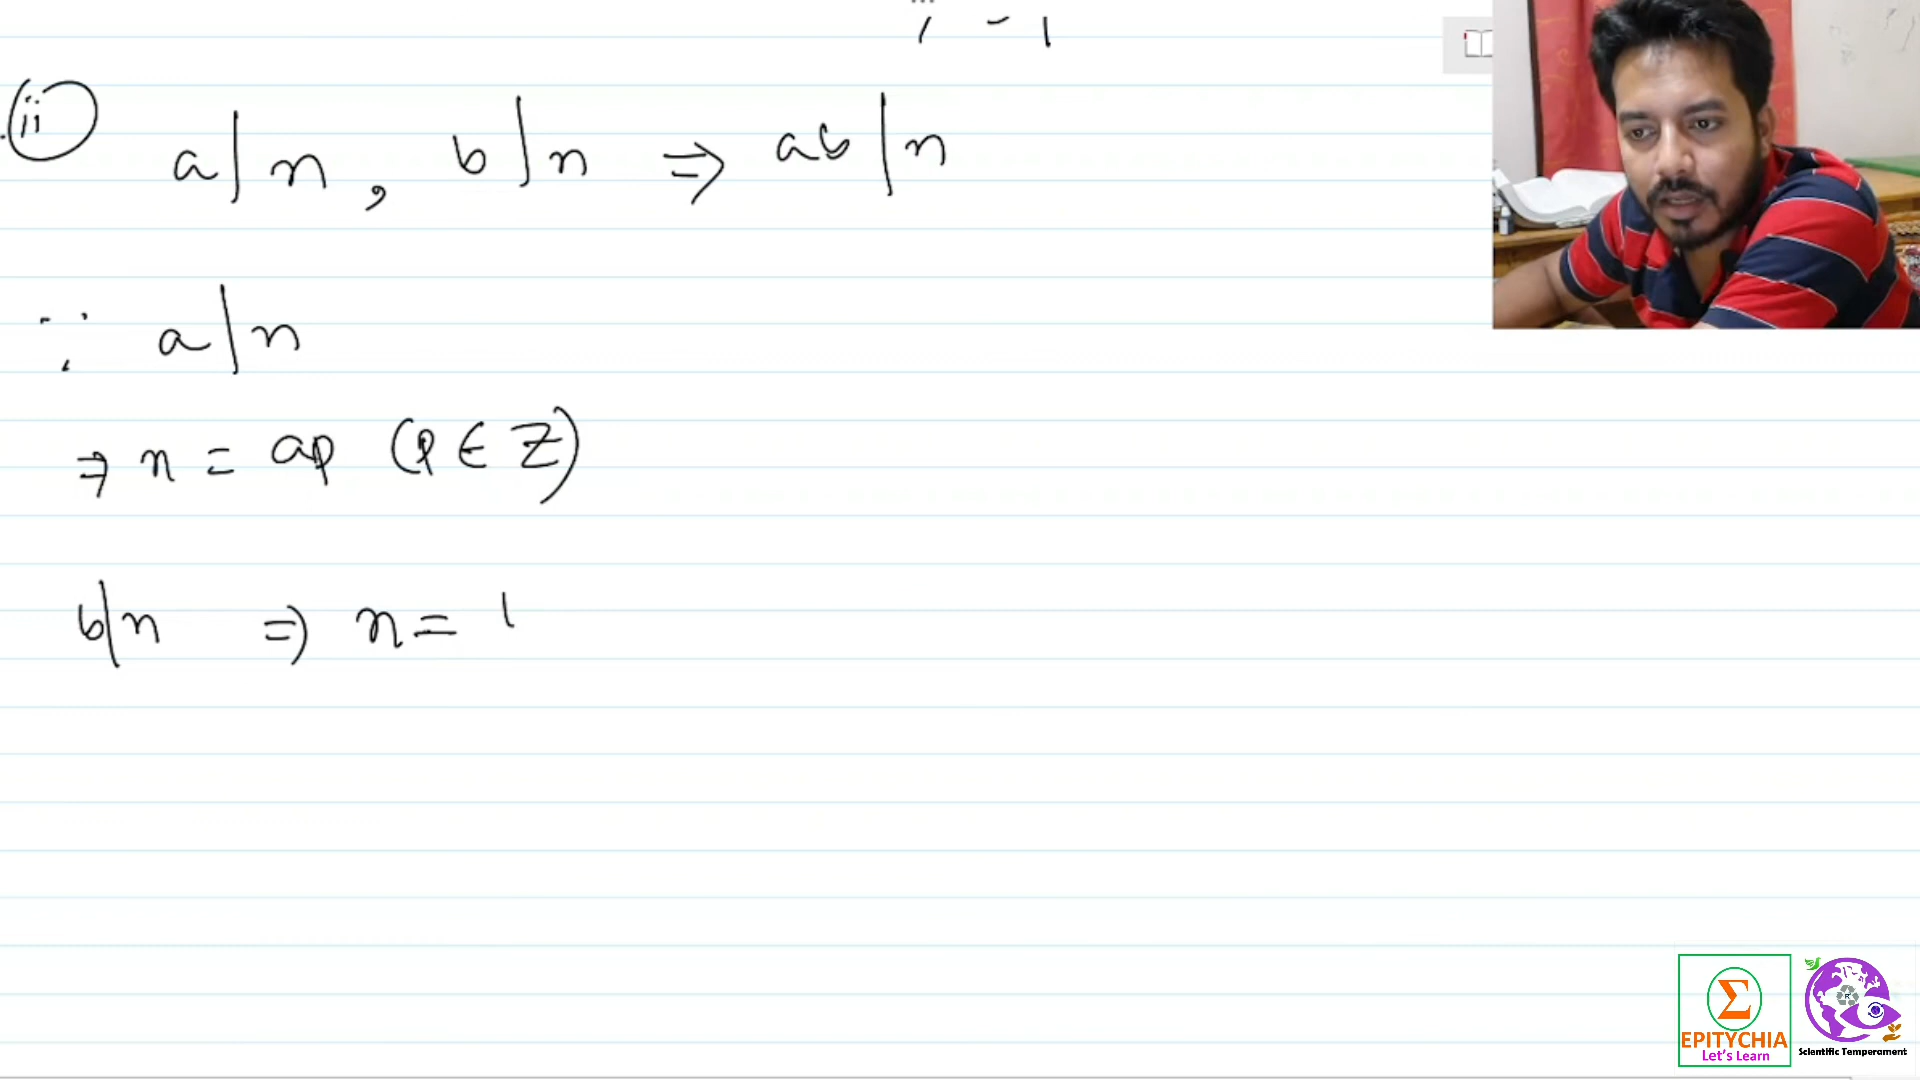 (ii) a|n, b|n ⇒ ab|n
∵ a|n
⇒ n = ap (p ∈ Z)
b|n ⇒ n =
Σ
EPITYCHIA
Let's Learn
Scientific Temperament